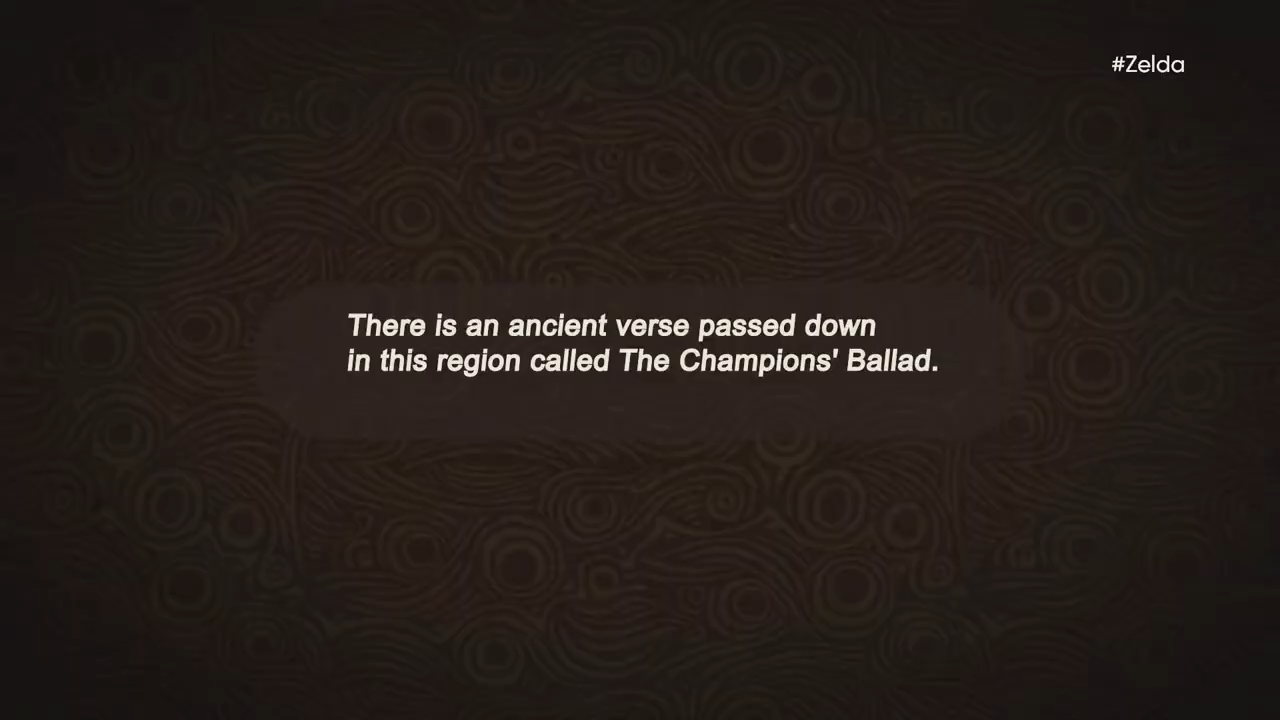 #Zelda
There is an ancient verse passed down
in this region called The Champions' Ballad.